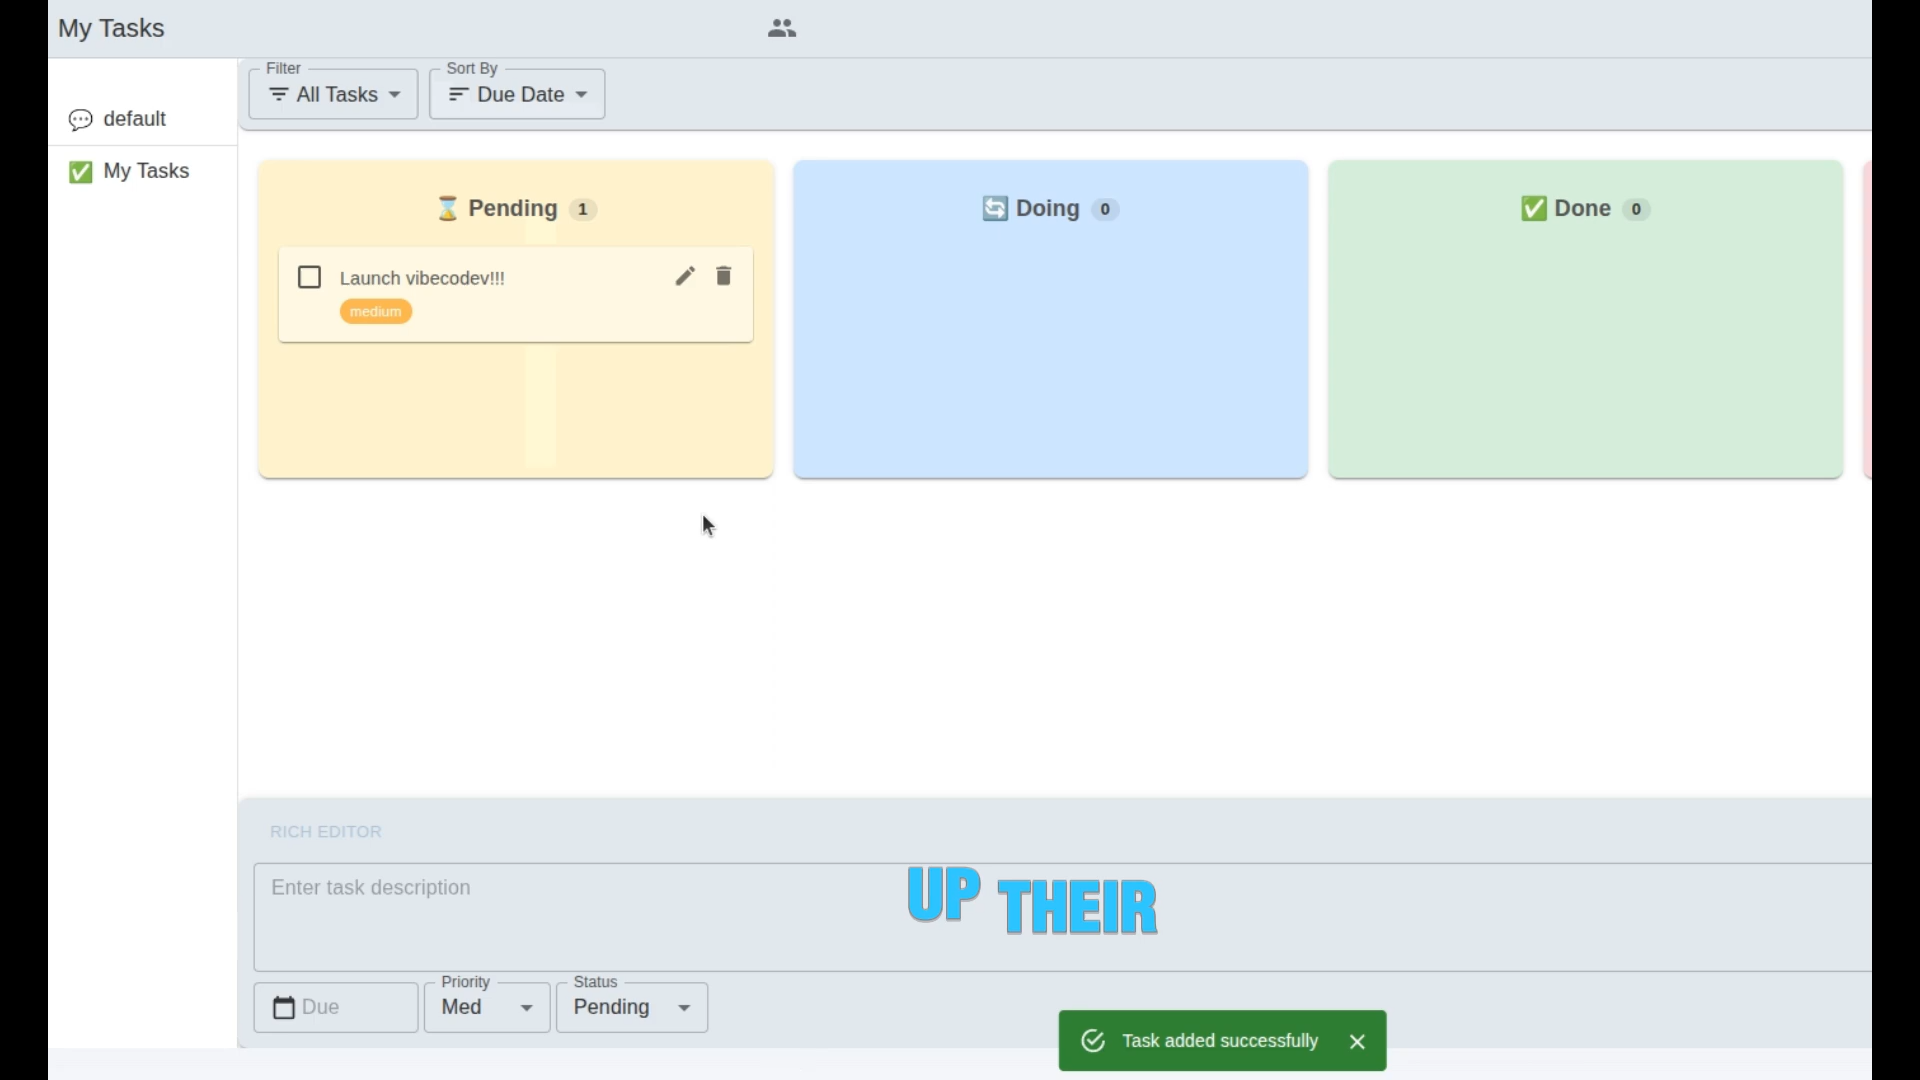 My Tasks
Filter
All Tasks
Sort By
Due Date
💬 default
✅ My Tasks
⌛ Pending 1
Launch vibecodev!!!
medium
🔄 Doing 0
✅ Done 0
RICH EDITOR
Enter task description
UP THEIR
Due
Priority
Med
Status
Pending
Task added successfully